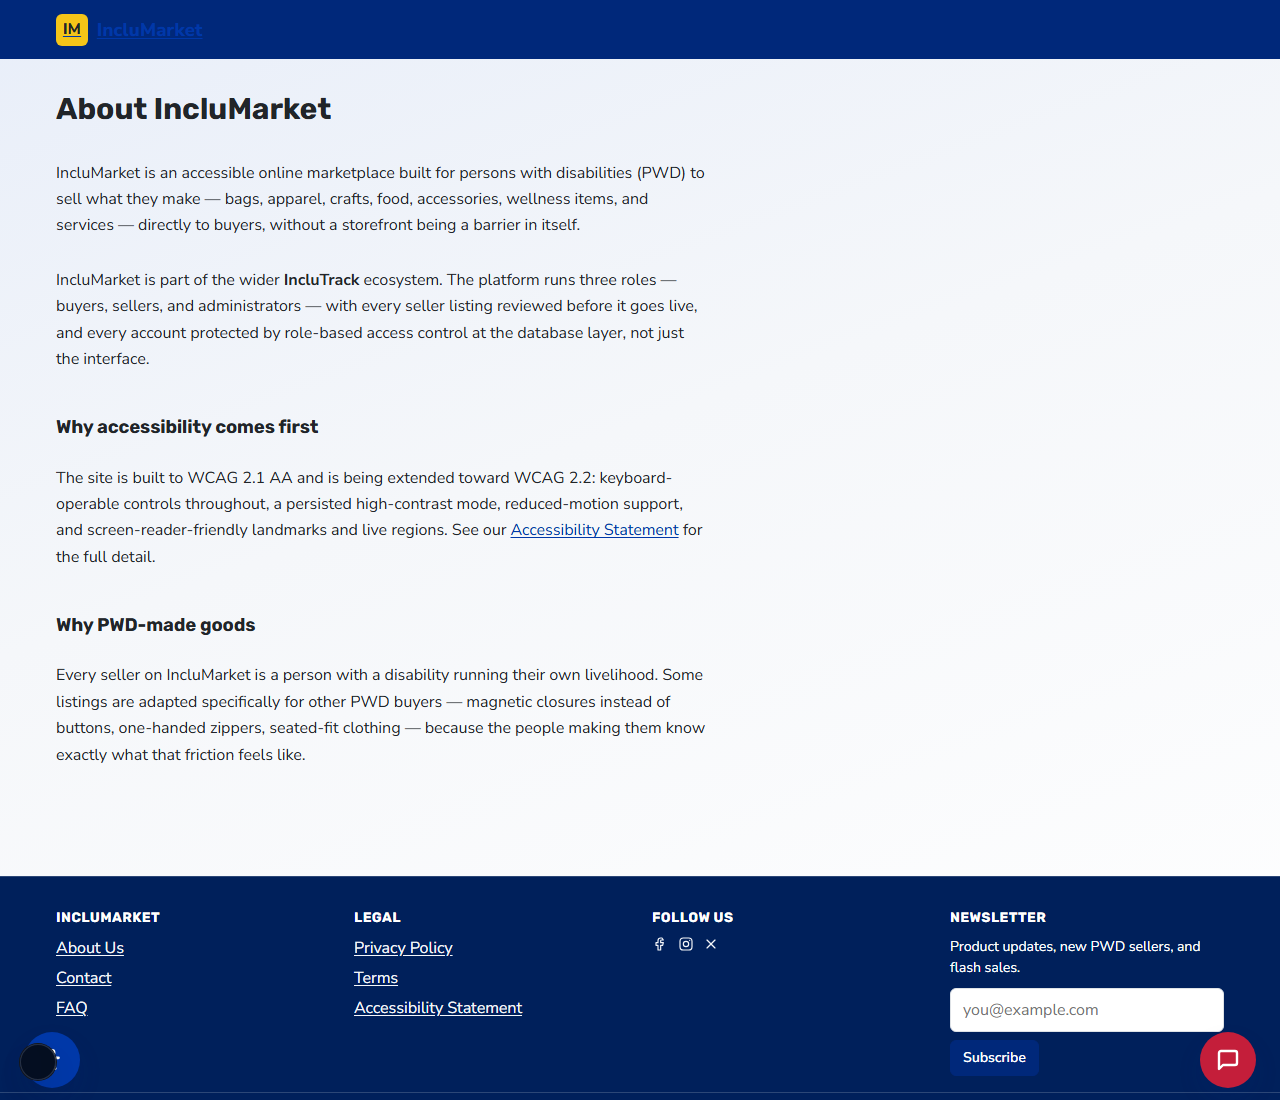 IM IncluMarket
About IncluMarket
IncluMarket is an accessible online marketplace built for persons with disabilities (PWD) to
sell what they make — bags, apparel, crafts, food, accessories, wellness items, and
services — directly to buyers, without a storefront being a barrier in itself.
IncluMarket is part of the wider IncluTrack ecosystem. The platform runs three roles —
buyers, sellers, and administrators — with every seller listing reviewed before it goes live,
and every account protected by role-based access control at the database layer, not just
the interface.
Why accessibility comes first
The site is built to WCAG 2.1 AA and is being extended toward WCAG 2.2: keyboard-
operable controls throughout, a persisted high-contrast mode, reduced-motion support,
and screen-reader-friendly landmarks and live regions. See our Accessibility Statement for
the full detail.
Why PWD-made goods
Every seller on IncluMarket is a person with a disability running their own livelihood. Some
listings are adapted specifically for other PWD buyers — magnetic closures instead of
buttons, one-handed zippers, seated-fit clothing — because the people making them know
exactly what that friction feels like.
INCLUMARKET
About Us
Contact
FAQ
LEGAL
Privacy Policy
Terms
Accessibility Statement
FOLLOW US
NEWSLETTER
Product updates, new PWD sellers, and
flash sales.
you@example.com
Subscribe